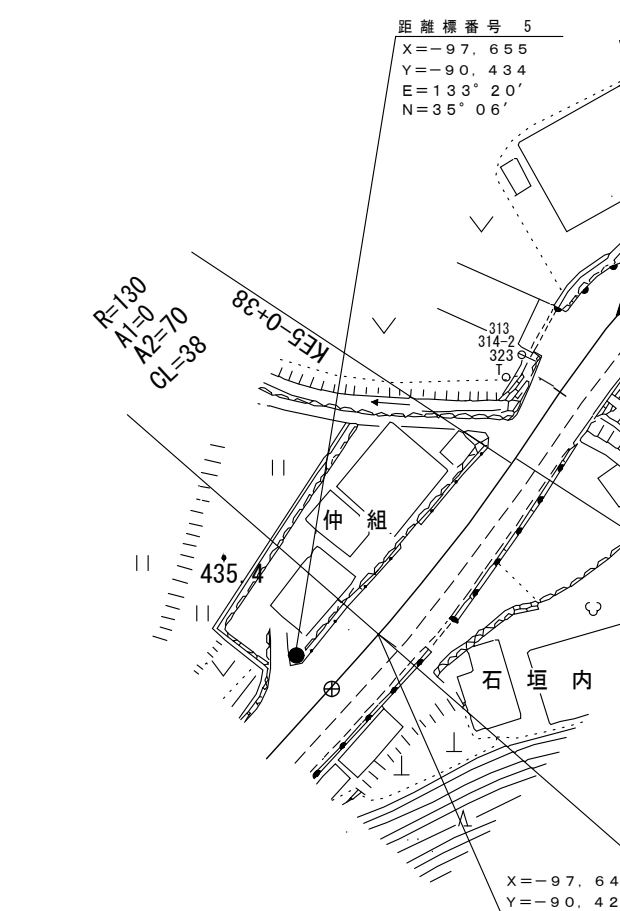 距離標番号 5
X=-97, 655
Y=-90, 434
E=133° 20′
N=35° 06′
R=130
A1=0
A2=70
CL=38
KE5-0+38
313
314-2
323
T
仲 組
435.4
石 垣 内
X=-97, 64
Y=-90, 42